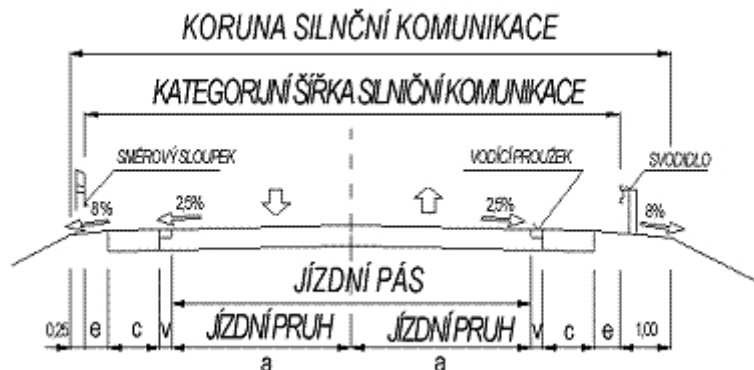 KORUNA SILNČNÍ KOMUNIKACE
KATEGORIJNÍ ŠÍŘKA SILNIČNÍ KOMUNIKACE
SMĚROVÝ SLOUPEK
VODÍCÍ PROUŽEK
SVODIDLO
8%
2,5%
2,5%
8%
JÍZDNÍ PÁS
0,25 e c v JÍZDNÍ PRUH JÍZDNÍ PRUH v c e 1,00
a a